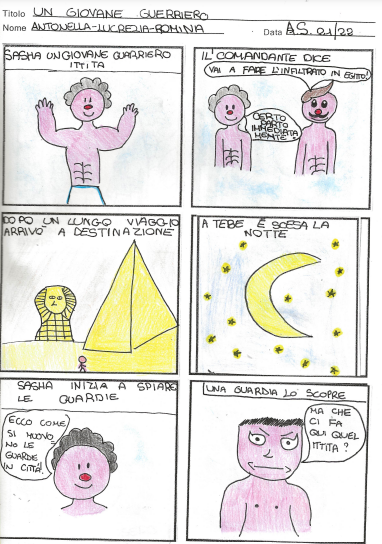 Titolo UN GIOVANE GUERRIERO
Nome ANTONELLA-LUCREZIA-ROMINA Data A.S. 21/22
SASHA UN GIOVANE GUARRIERO
ITTITA
IL COMANDANTE DICE
VAI A FARE L'INFILTRATO IN EGITTO!
CERTO
PARTO
IMMEDIATA
MENTE!
DOPO UN LUNGO VIAGGIO
ARRIVO' A DESTINAZIONE
A TEBE È SCESA LA
NOTTE
SASHA INIZIA A SPIARE
LE GUARDIE
ECCO COME
SI MUOVO
NO LE
GUARDE
IN CITTÀ!
UNA GUARDIA LO SCOPRE
MA CHE
CI FA
QUI QUEL
ITTITA?